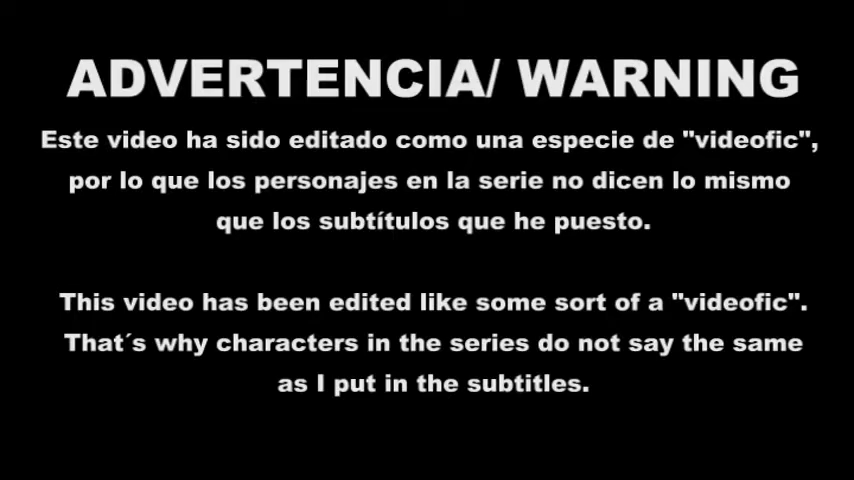 ADVERTENCIA/ WARNING
Este video ha sido editado como una especie de "videofic",
por lo que los personajes en la serie no dicen lo mismo
que los subtítulos que he puesto.
This video has been edited like some sort of a "videofic".
That´s why characters in the series do not say the same
as I put in the subtitles.